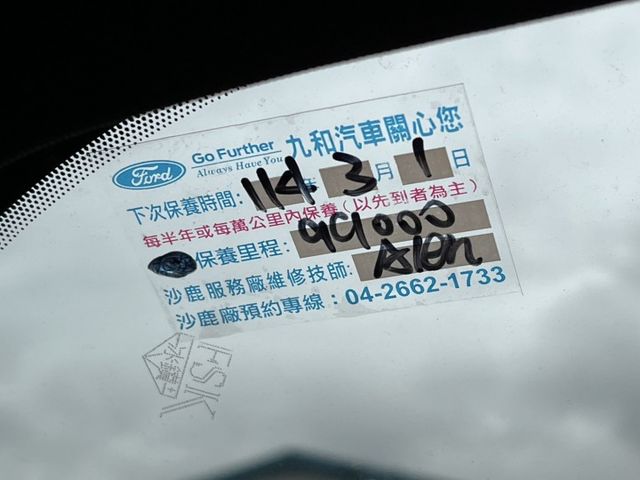 Ford Go Further 九和汽車關心您
Always Have You
下次保養時間: 114 年 3 月 1 日
每半年或每萬公里內保養(以先到者為主)
保養里程: 99000
沙鹿服務廠維修技師: Alen
沙鹿廠預約專線：04-2662-1733
冰鑽
FSK